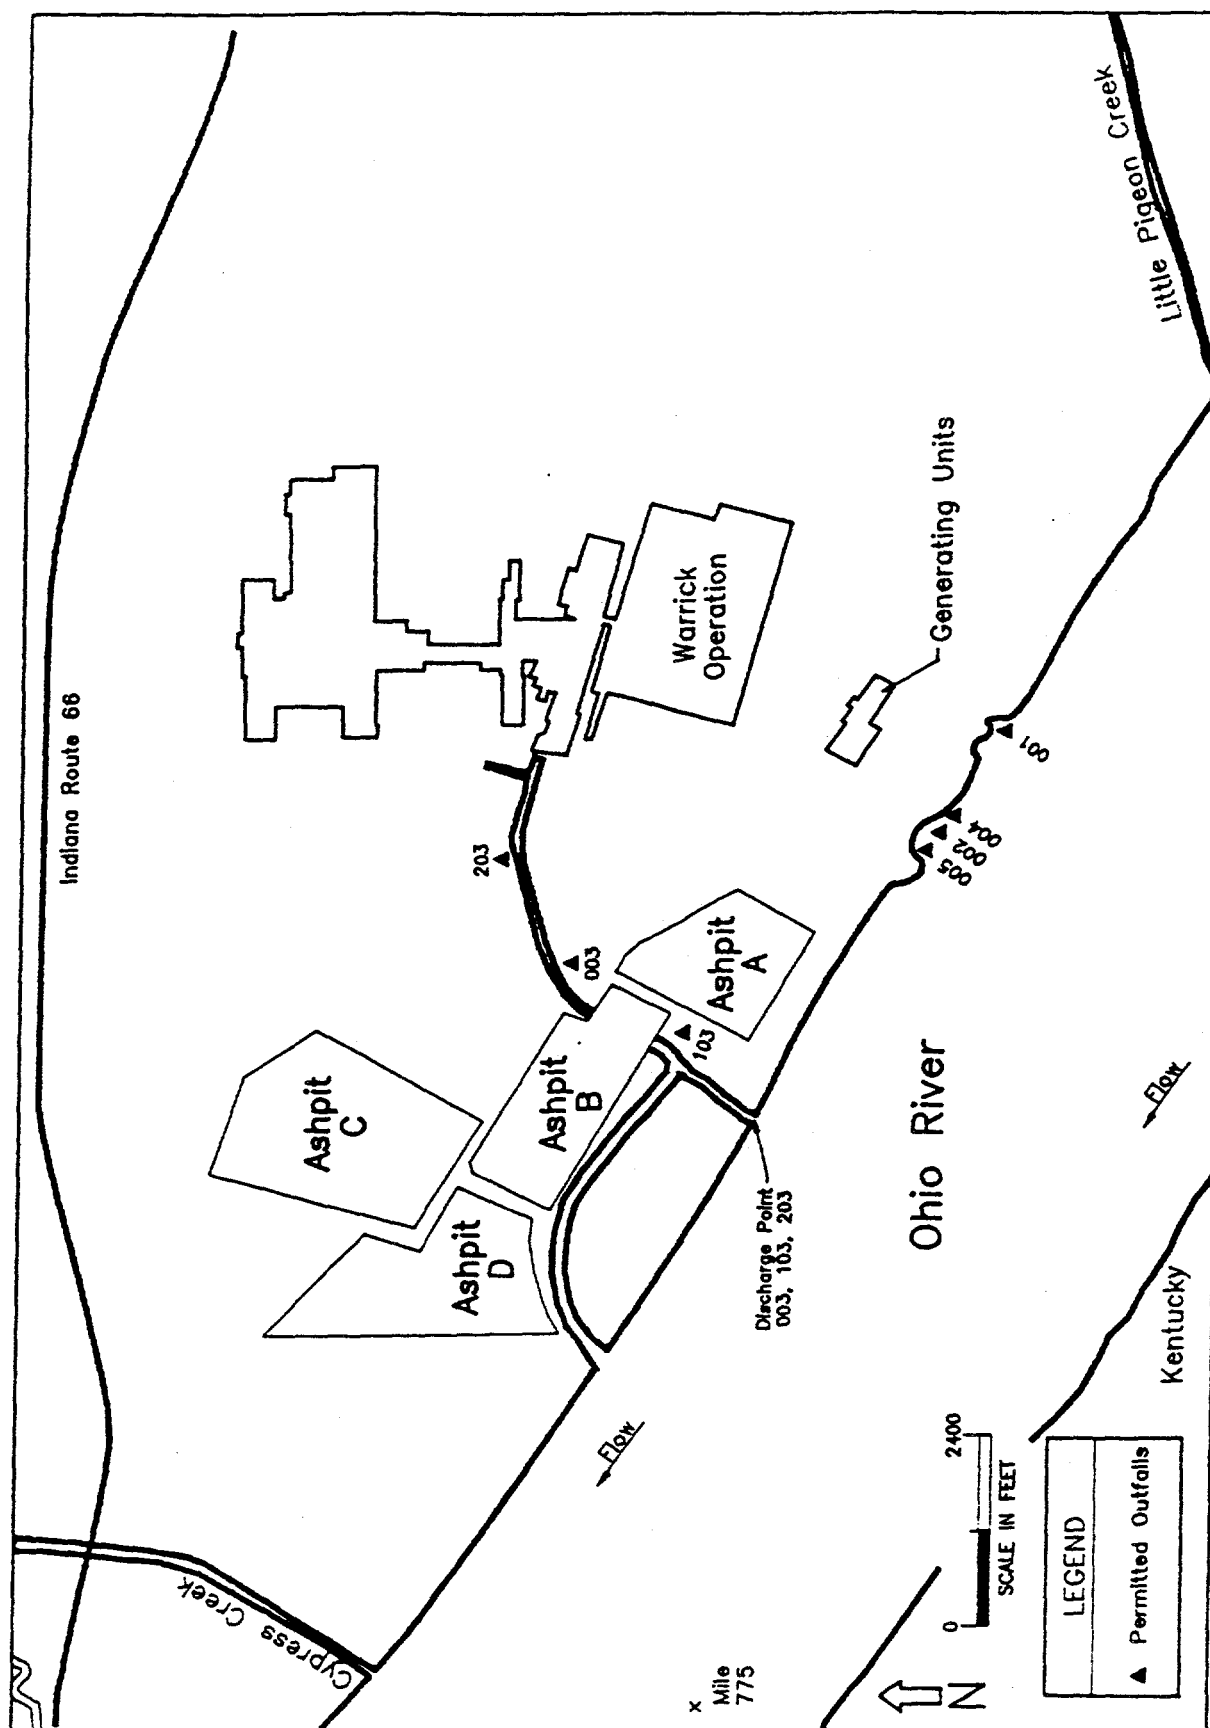 Indiana Route 66
Cypress Creek
Ashpit
C
Ashpit
D
Ashpit
B
Ashpit
A
203
003
103
Warrick
Operation
Generating Units
Discharge Point
003, 103, 203
005
002
004
001
Flow
Flow
Ohio River
Little Pigeon Creek
Kentucky
x
Mile
775
N
0
2400
SCALE IN FEET
LEGEND
▲ Permitted Outfalls